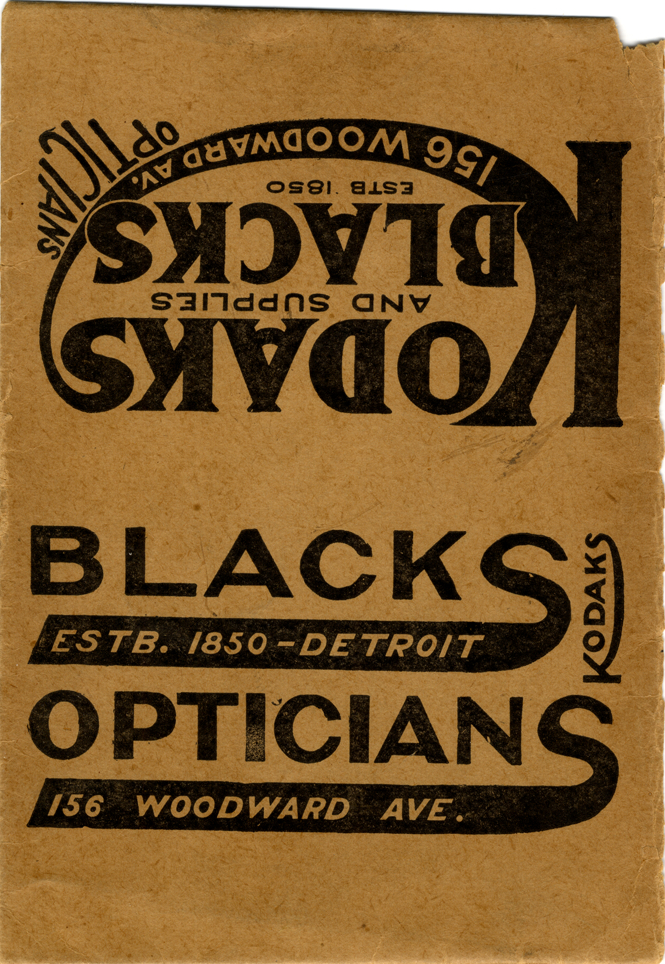 KODAKS
AND SUPPLIES
BLACKS
ESTB 1850
156 WOODWARD AV.
OPTICIANS
BLACKS
KODAKS
ESTB. 1850-DETROIT
OPTICIANS
156 WOODWARD AVE.